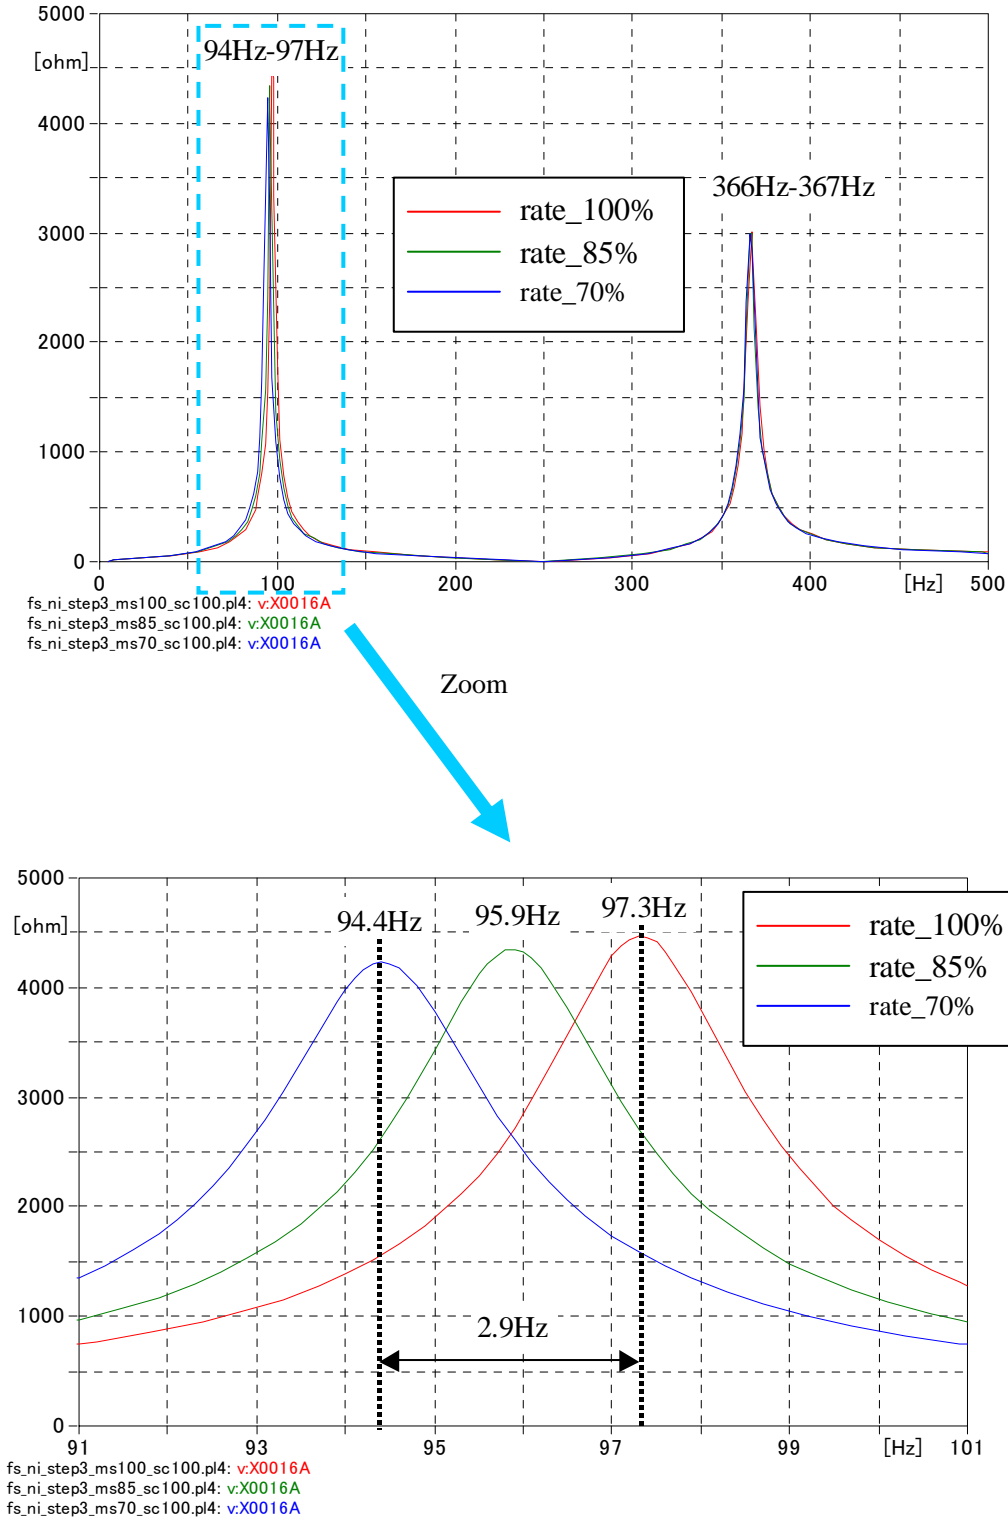 5000
[ohm]
94Hz-97Hz
4000
366Hz-367Hz
rate_100%
rate_85%
rate_70%
3000
2000
1000
0
0 100 200 300 400 [Hz] 500
fs_ni_step3_ms100_sc100.pl4: v:X0016A
fs_ni_step3_ms85_sc100.pl4: v:X0016A
fs_ni_step3_ms70_sc100.pl4: v:X0016A
Zoom
5000
[ohm]
94.4Hz 95.9Hz 97.3Hz
rate_100%
rate_85%
rate_70%
4000
3000
2000
1000
2.9Hz
0
91 93 95 97 99 [Hz] 101
fs_ni_step3_ms100_sc100.pl4: v:X0016A
fs_ni_step3_ms85_sc100.pl4: v:X0016A
fs_ni_step3_ms70_sc100.pl4: v:X0016A